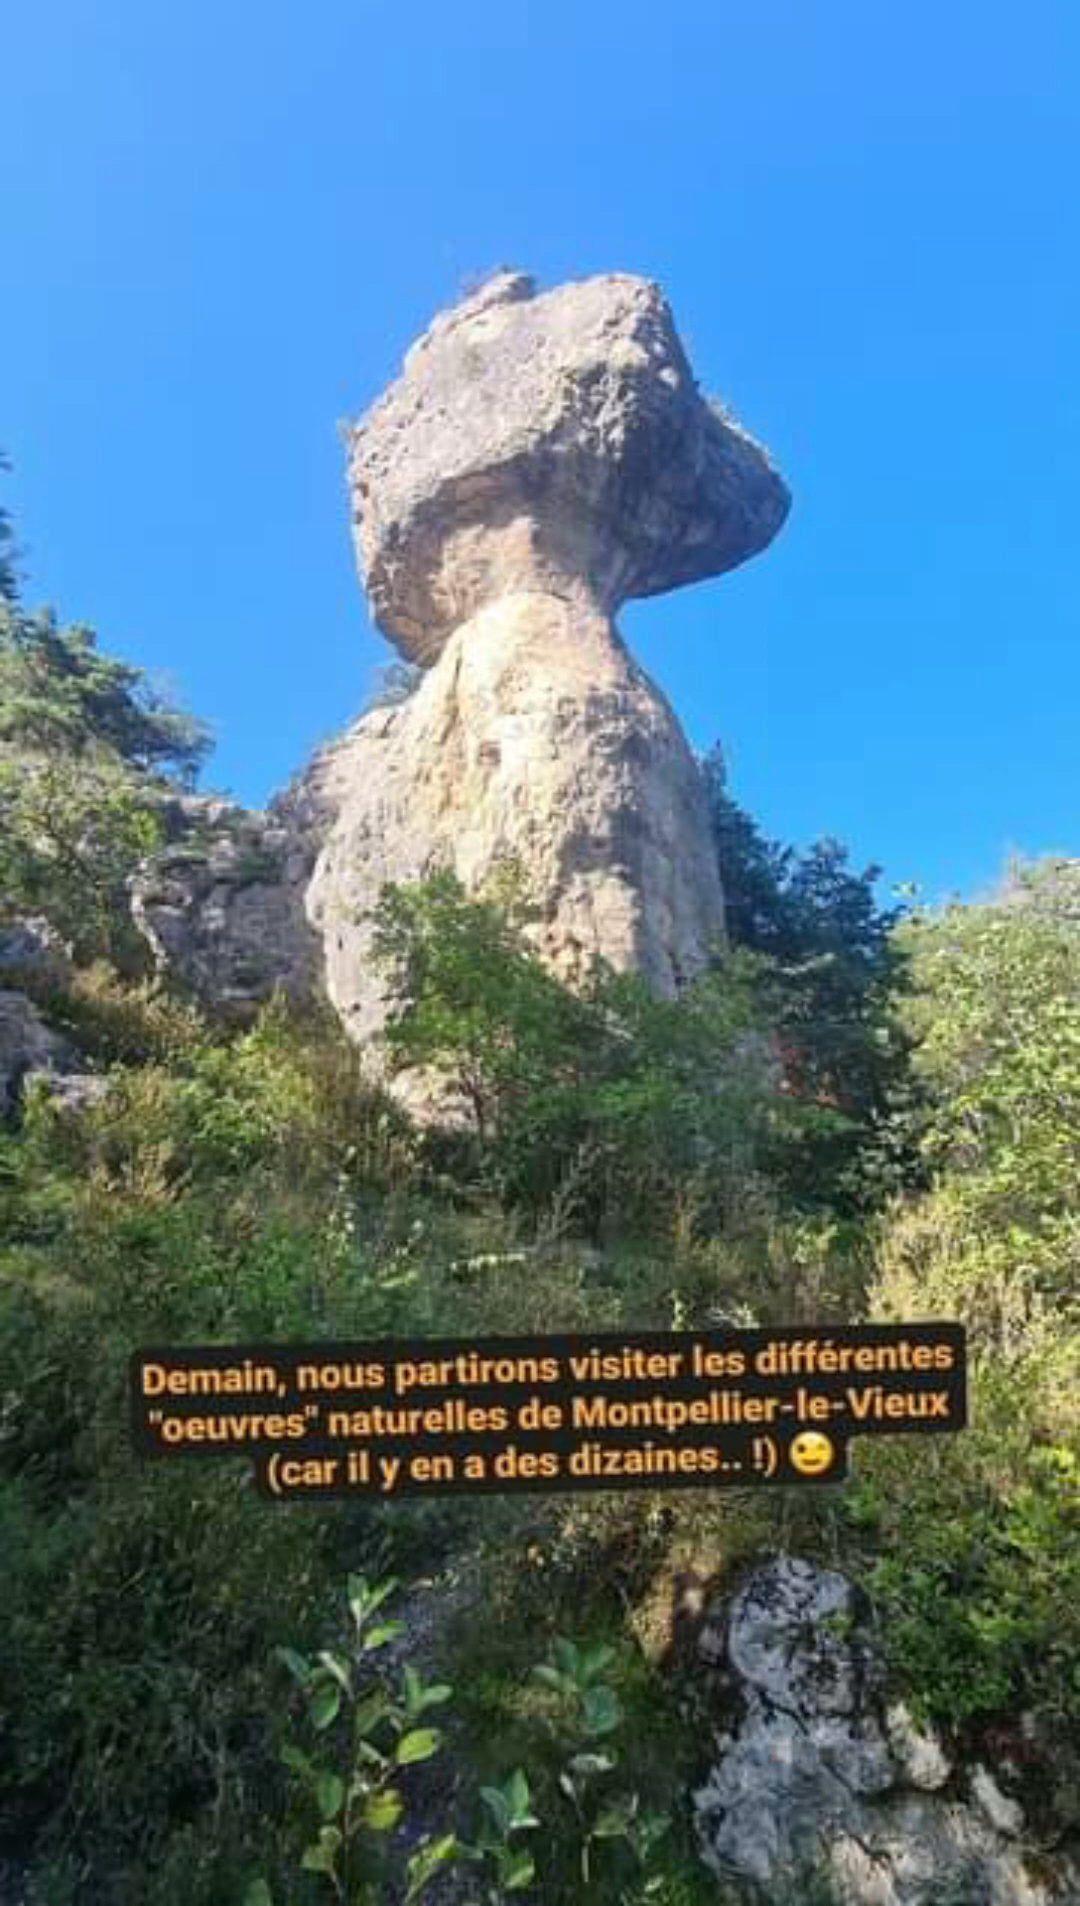 Demain, nous partirons visiter les différentes
"oeuvres" naturelles de Montpellier-le-Vieux
(car il y en a des dizaines.. !) 😉